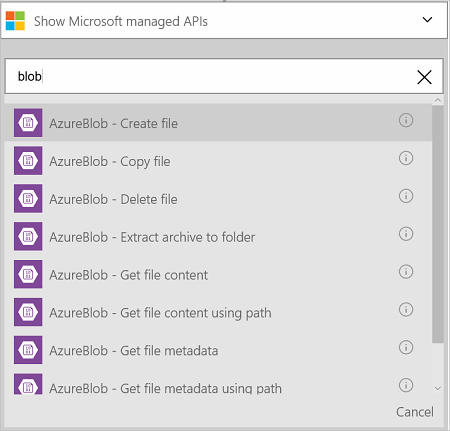 Show Microsoft managed APIs
blob
AzureBlob - Create file
AzureBlob - Copy file
AzureBlob - Delete file
AzureBlob - Extract archive to folder
AzureBlob - Get file content
AzureBlob - Get file content using path
AzureBlob - Get file metadata
AzureBlob - Get file metadata using path
Cancel